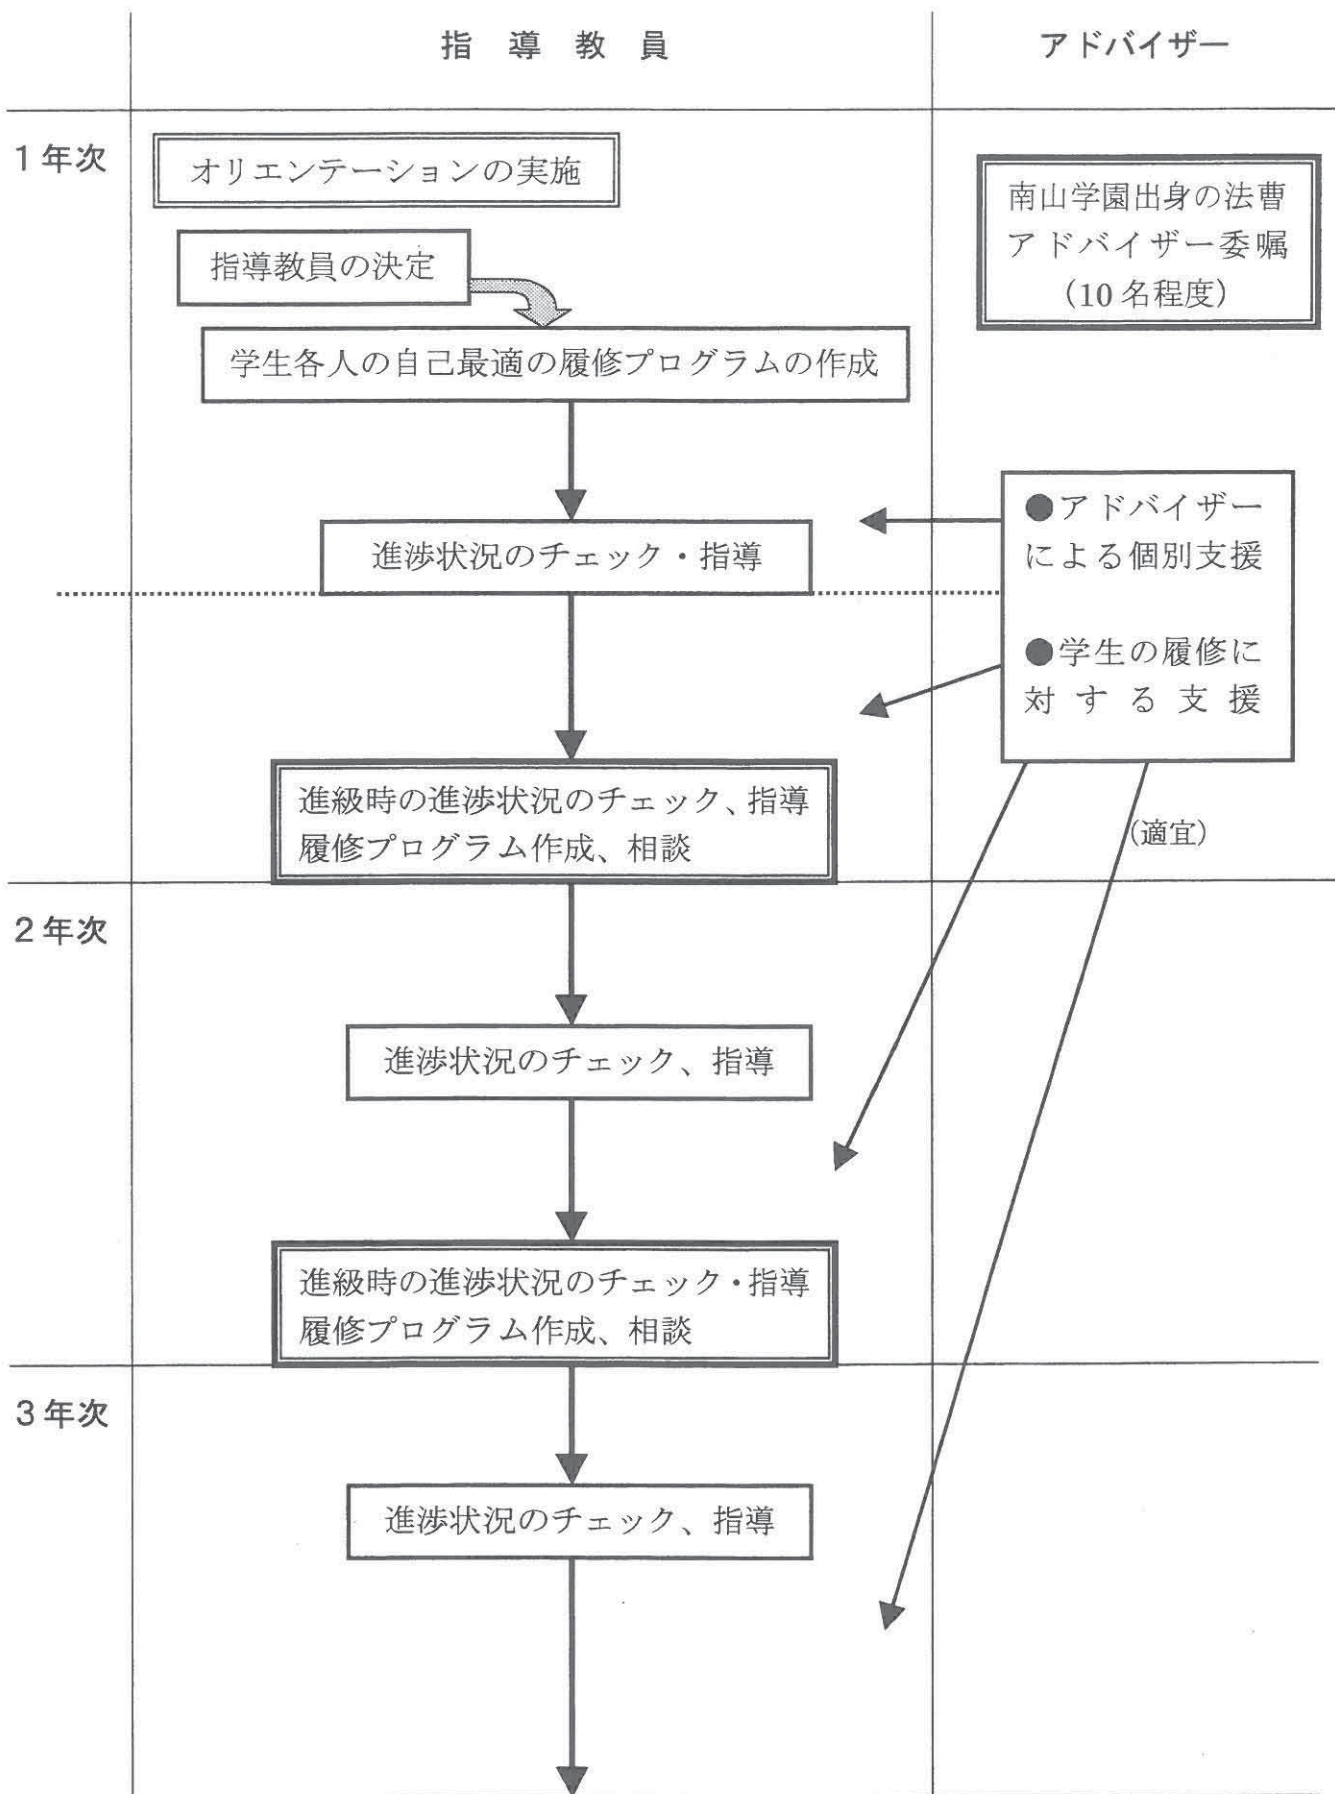 指 導 教 員
アドバイザー
1年次
オリエンテーションの実施
指導教員の決定
学生各人の自己最適の履修プログラムの作成
南山学園出身の法曹
アドバイザー委嘱
（10名程度）
進渉状況のチェック・指導
●アドバイザー
による個別支援
●学生の履修に
対する支援
進級時の進渉状況のチェック、指導
履修プログラム作成、相談
（適宜）
2年次
進渉状況のチェック、指導
進級時の進渉状況のチェック・指導
履修プログラム作成、相談
3年次
進渉状況のチェック、指導